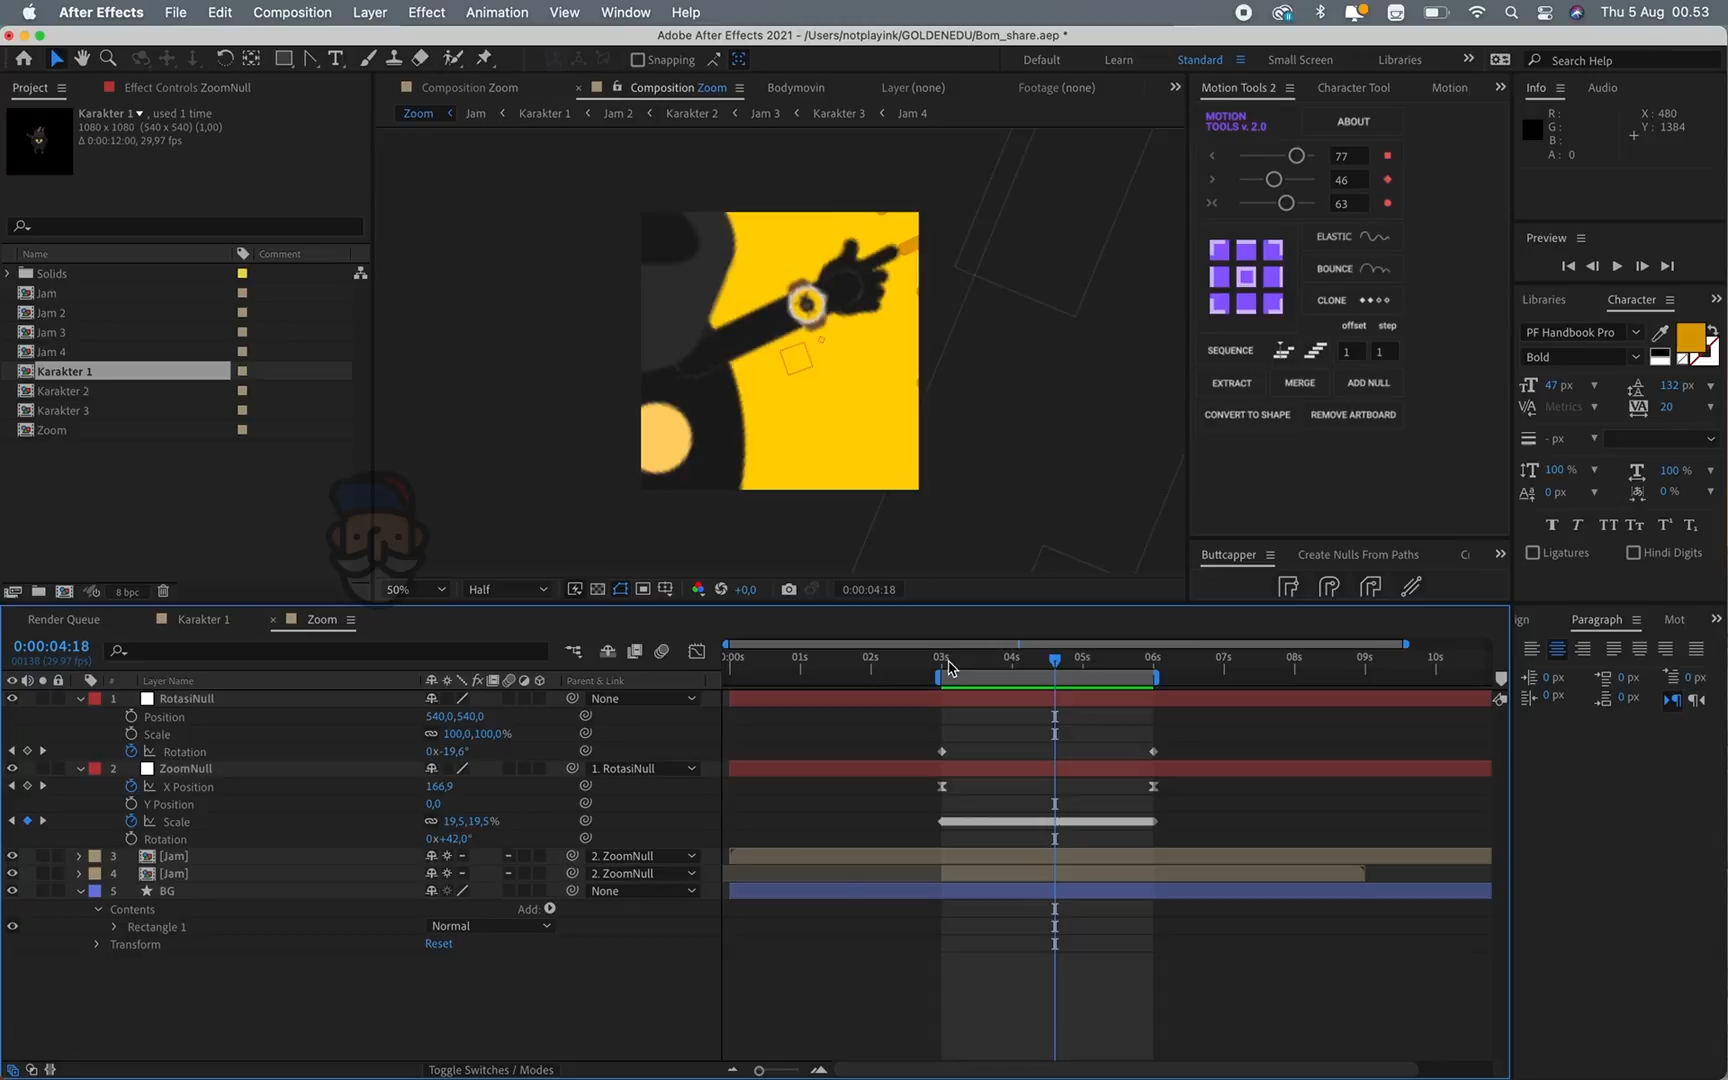 After Effects File Edit Composition Layer Effect Animation View Window Help Thu 5 Aug 00.53
Adobe After Effects 2021 - /Users/notplayink/GOLDENEDU/Bom_share.aep *
Snapping Default Learn Standard Small Screen Libraries Search Help
Project Effect Controls ZoomNull
Karakter 1 , used 1 time
1080 x 1080 (540 x 540) (1,00)
Δ 0:00:12:00, 29,97 fps
Name Comment
Solids
Jam
Jam 2
Jam 3
Jam 4
Karakter 1
Karakter 2
Karakter 3
Zoom
8 bpc
Composition Zoom Composition Zoom Bodymovin Layer (none) Footage (none)
Zoom Jam Karakter 1 Jam 2 Karakter 2 Jam 3 Karakter 3 Jam 4
50% Half +0,0 0:00:04:18
Motion Tools 2 Character Tool Motion
MOTION
TOOLS v. 2.0
ABOUT
77
46
63
ELASTIC
BOUNCE
CLONE
offset step
SEQUENCE 1 1
EXTRACT MERGE ADD NULL
CONVERT TO SHAPE REMOVE ARTBOARD
Buttcapper Create Nulls From Paths
Info Audio
R:
G:
B:
A: 0
X: 480
Y: 1384
Preview
Libraries Character
PF Handbook Pro
Bold
47 px 132 px
Metrics 20
- px
100 % 100 %
0 px 0 %
T T TT Tt T¹ T₁
Ligatures Hindi Digits
ign Paragraph Mot
0 px 0 px 0 px
0 px 0 px
Render Queue Karakter 1 Zoom
0:00:04:18
00138 (29.97 fps)
0:00s 01s 02s 03s 04s 05s 06s 07s 08s 09s 10s
# Layer Name fx Parent & Link
1 RotasiNull None
Position 540,0,540,0
Scale 100,0,100,0%
Rotation 0x-19,6°
2 ZoomNull 1. RotasiNull
X Position 166,9
Y Position 0,0
Scale 19,5,19,5%
Rotation 0x+42,0°
3 [Jam] 2. ZoomNull
4 [Jam] 2. ZoomNull
5 BG None
Contents Add:
Rectangle 1 Normal
Transform Reset
Toggle Switches / Modes